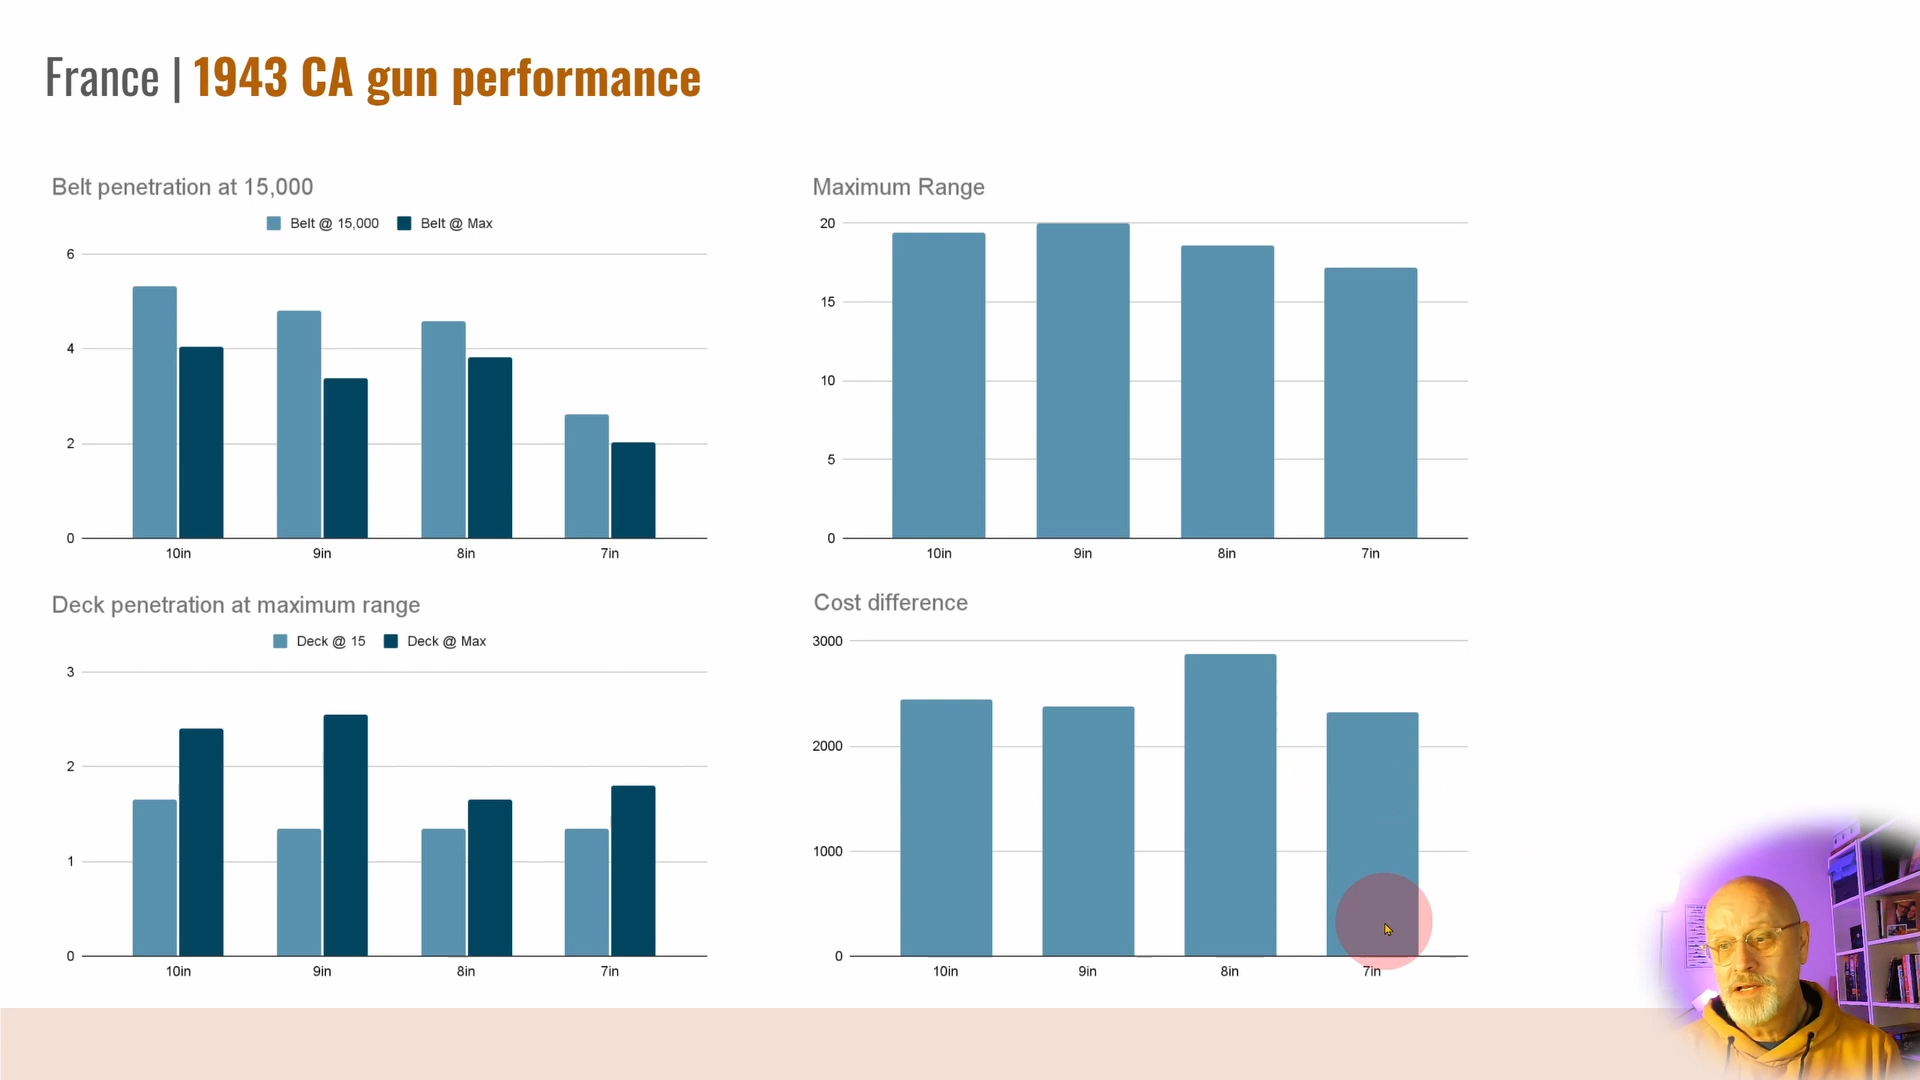 France | 1943 CA gun performance
Belt penetration at 15,000
Belt @ 15,000 Belt @ Max
6
4
2
0
10in 9in 8in 7in
Maximum Range
20
15
10
5
0
10in 9in 8in 7in
Deck penetration at maximum range
Deck @ 15 Deck @ Max
3
2
1
0
10in 9in 8in 7in
Cost difference
3000
2000
1000
0
10in 9in 8in 7in